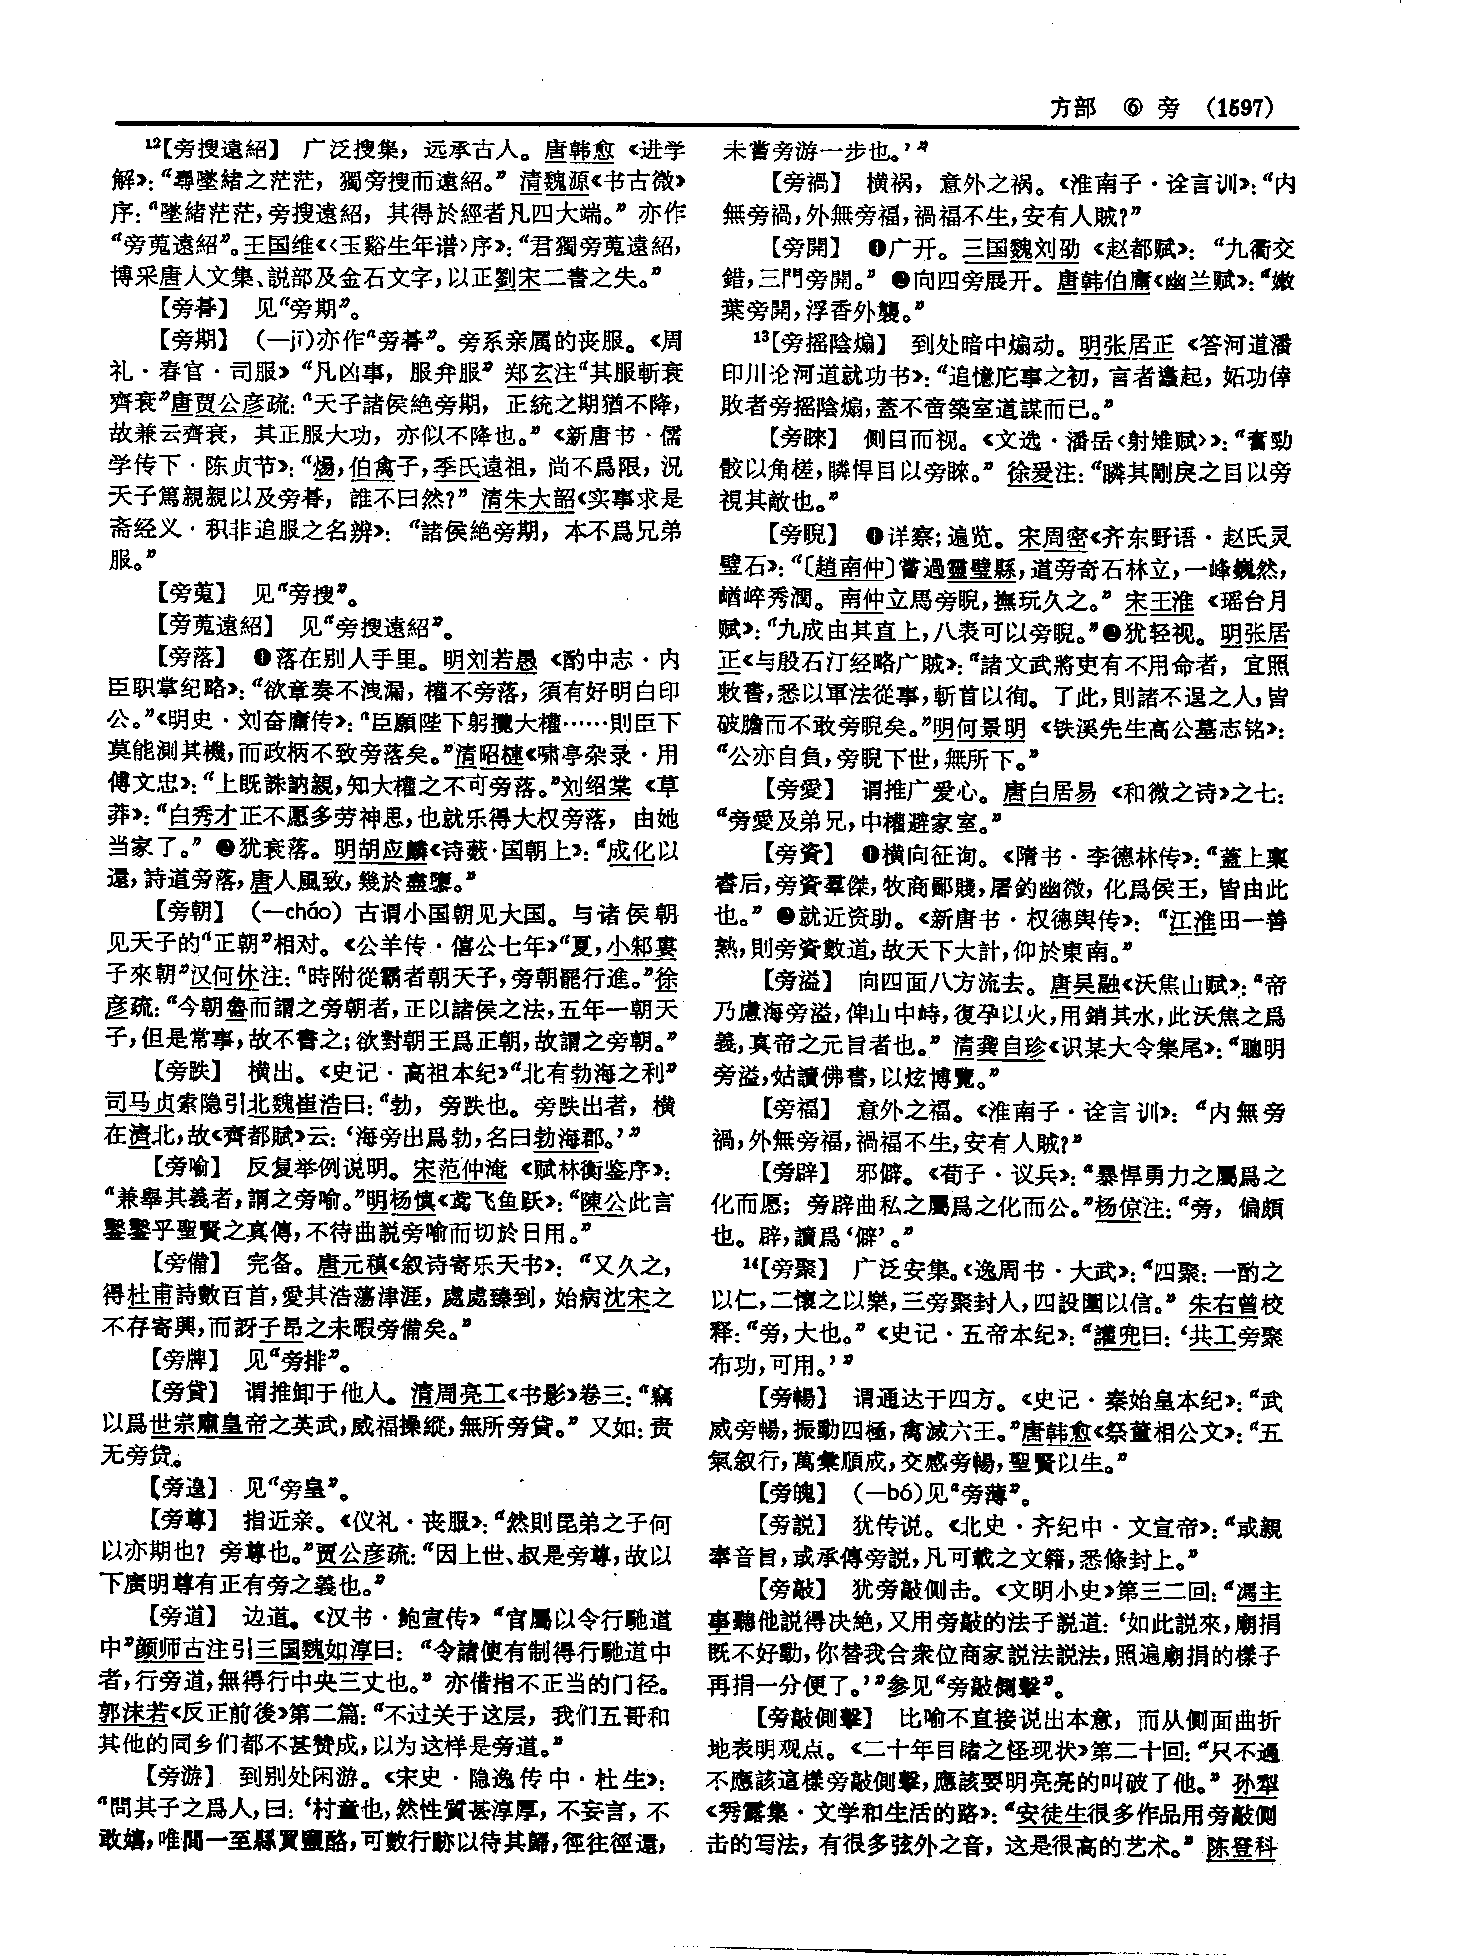 方部 ⑥ 旁 (1597)
¹²【旁搜遠紹】 广泛搜集，远承古人。唐韩愈《进学
解》：“尋墜緒之茫茫，獨旁搜而遠紹。”清魏源《书古微》
序：“墜緒茫茫，旁搜遠紹，其得於經者凡四大端。”亦作
“旁蒐遠紹”。王国维《〈玉谿生年谱〉序》：“君獨旁蒐遠紹，
博采唐人文集、説部及金石文字，以正劉宋二書之失。”
【旁朞】 见“旁期”。
【旁期】 (—jī)亦作“旁朞”。旁系亲属的丧服。《周
礼·春官·司服》“凡凶事，服弁服”郑玄注“其服斬衰
齊衰”唐贾公彦疏：“天子諸侯絶旁期，正統之期猶不降，
故兼云齊衰，其正服大功，亦似不降也。”《新唐书·儒
学传下·陈贞节》：“煬，伯禽子，季氏遠祖，尚不爲限，況
天子篤親親以及旁朞，誰不曰然？”清朱大韶《实事求是
斋经义·积非追服之名辨》：“諸侯絶旁期，本不爲兄弟
服。”
【旁蒐】 见“旁搜”。
【旁蒐遠紹】 见“旁搜遠紹”。
【旁落】 ❶落在别人手里。明刘若愚《酌中志·内
臣职掌纪略》：“欲章奏不洩漏，權不旁落，須有好明白印
公。”《明史·刘奋庸传》：“臣願陛下躬攬大權……則臣下
莫能測其機，而政柄不致旁落矣。”清昭槤《啸亭杂录·用
傅文忠》：“上既誅訥親，知大權之不可旁落。”刘绍棠《草
莽》：“白秀才正不愿多劳神思，也就乐得大权旁落，由她
当家了。”❷犹衰落。明胡应麟《诗薮·国朝上》：“成化以
還，詩道旁落，唐人風致，幾於盡隳。”
【旁朝】 (—cháo) 古谓小国朝见大国。与诸侯朝
见天子的“正朝”相对。《公羊传·僖公七年》“夏，小邾婁
子來朝”汉何休注：“時附從霸者朝天子，旁朝罷行進。”徐
彦疏：“今朝魯而謂之旁朝者，正以諸侯之法，五年一朝天
子，但是常事，故不書之；欲對朝王爲正朝，故謂之旁朝。”
【旁跌】 横出。《史记·高祖本纪》“北有勃海之利”
司马贞索隐引北魏崔浩曰：“勃，旁跌也。旁跌出者，横
在濟北，故《齊都賦》云：‘海旁出爲勃，名曰勃海郡。’”
【旁喻】 反复举例说明。宋范仲淹《赋林衡鉴序》：
“兼舉其義者，謂之旁喻。”明杨慎《鸢飞鱼跃》：“陳公此言
鑿鑿乎聖賢之真傳，不待曲説旁喻而切於日用。”
【旁備】 完备。唐元稹《叙诗寄乐天书》：“又久之，
得杜甫詩數百首，愛其浩蕩津涯，處處臻到，始病沈宋之
不存寄興，而訝子昂之未暇旁備矣。”
【旁牌】 见“旁排”。
【旁貸】 谓推卸于他人。清周亮工《书影》卷三：“竊
以爲世宗肅皇帝之英武，威福操縱，無所旁貸。”又如：责
无旁贷。
【旁遑】 见“旁皇”。
【旁尊】 指近亲。《仪礼·丧服》：“然則昆弟之子何
以亦期也？旁尊也。”贾公彦疏：“因上世、叔是旁尊，故以
下廣明尊有正有旁之義也。”
【旁道】 边道。《汉书·鲍宣传》“官屬以令行馳道
中”颜师古注引三国魏如淳曰：“令諸使有制得行馳道中
者，行旁道，無得行中央三丈也。”亦借指不正当的门径。
郭沫若《反正前後》第二篇：“不过关于这层，我们五哥和
其他的同乡们都不甚赞成，以为这样是旁道。”
【旁游】 到别处闲游。《宋史·隐逸传中·杜生》：
“問其子之爲人，曰：‘村童也，然性質甚淳厚，不妄言，不
敢嬉，唯間一至縣買鹽酪，可數行跡以待其歸，徑往徑還，
未嘗旁游一步也。’”
【旁禍】 横祸，意外之祸。《淮南子·诠言训》：“内
無旁禍，外無旁福，禍福不生，安有人賊？”
【旁開】 ❶广开。三国魏刘劭《赵都赋》：“九衢交
錯，三門旁開。”❷向四旁展开。唐韩伯庸《幽兰赋》：“嫩
葉旁開，浮香外襲。”
¹³【旁摇陰煽】 到处暗中煽动。明张居正《答河道潘
印川沦河道就功书》：“追憶庀事之初，言者蠭起，妬功倖
敗者旁摇陰煽，蓋不啻築室道謀而已。”
【旁睞】 侧目而视。《文选·潘岳〈射雉赋〉》：“奮勁
骹以角槎，瞵悍目以旁睞。”徐爰注：“瞵其剛戾之目以旁
視其敵也。”
【旁睨】 ❶详察；遍览。宋周密《齐东野语·赵氏灵
璧石》：“〔趙南仲〕嘗過靈璧縣，道旁奇石林立，一峰巍然，
崷崪秀潤。南仲立馬旁睨，撫玩久之。”宋王淮《瑶台月
赋》：“九成由其直上，八表可以旁睨。”❷犹轻视。明张居
正《与殷石汀经略广贼》：“諸文武將吏有不用命者，宜照
敕書，悉以軍法從事，斬首以徇。了此，則諸不逞之人，皆
破膽而不敢旁睨矣。”明何景明《铁溪先生高公墓志铭》：
“公亦自負，旁睨下世，無所下。”
【旁愛】 谓推广爱心。唐白居易《和微之诗》之七：
“旁愛及弟兄，中權避家室。”
【旁資】 ❶横向征询。《隋书·李德林传》：“蓋上稟
睿后，旁資羣傑，牧商鄙賤，屠釣幽微，化爲侯王，皆由此
也。”❷就近资助。《新唐书·权德舆传》：“江淮田一善
熟，則旁資數道，故天下大計，仰於東南。”
【旁溢】 向四面八方流去。唐吴融《沃焦山赋》：“帝
乃慮海旁溢，俾山中峙，復孕以火，用銷其水，此沃焦之爲
義，真帝之元旨者也。”清龚自珍《识某大令集尾》：“聰明
旁溢，姑讀佛書，以炫博覽。”
【旁福】 意外之福。《淮南子·诠言训》：“内無旁
禍，外無旁福，禍福不生，安有人賊？”
【旁辟】 邪僻。《荀子·议兵》：“暴悍勇力之屬爲之
化而愿；旁辟曲私之屬爲之化而公。”杨倞注：“旁，偏頗
也。辟，讀爲‘僻’。”
¹⁴【旁聚】 广泛安集。《逸周书·大武》：“四聚：一酌之
以仁，二懷之以樂，三旁聚封人，四設圍以信。”朱右曾校
释：“旁，大也。”《史记·五帝本纪》：“讙兜曰：‘共工旁聚
布功，可用。’”
【旁暢】 谓通达于四方。《史记·秦始皇本纪》：“武
威旁暢，振動四極，禽滅六王。”唐韩愈《祭董相公文》：“五
氣叙行，萬彙順成，交感旁暢，聖賢以生。”
【旁魄】 (—bó)见“旁薄”。
【旁説】 犹传说。《北史·齐纪中·文宣帝》：“或親
奉音旨，或承傳旁説，凡可載之文籍，悉條封上。”
【旁敲】 犹旁敲侧击。《文明小史》第三二回：“馮主
事聽他説得决絶，又用旁敲的法子説道：‘如此説來，廟捐
既不好動，你替我合衆位商家説法説法，照遍廟捐的樣子
再捐一分便了。’”参见“旁敲側擊”。
【旁敲側擊】 比喻不直接说出本意，而从侧面曲折
地表明观点。《二十年目睹之怪现状》第二十回：“只不過
不應該這樣旁敲側擊，應該要明亮亮的叫破了他。”孙犁
《秀露集·文学和生活的路》：“安徒生很多作品用旁敲侧
击的写法，有很多弦外之音，这是很高的艺术。”陈登科